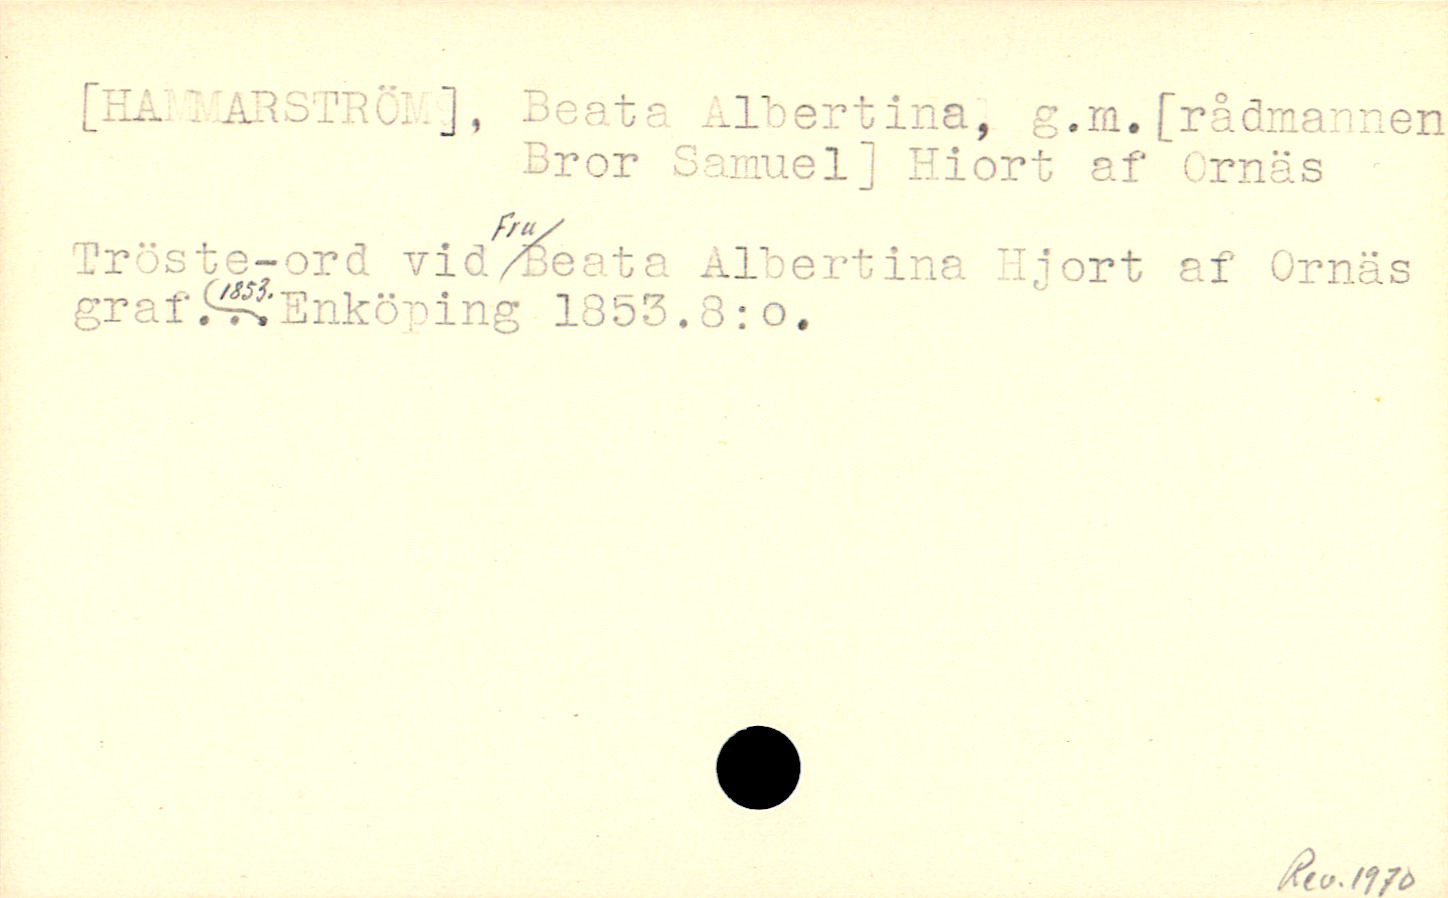 [HAMMARSTRÖM], Beata Albertina, g.m.[rådmannen
Bror Samuel] Hiort af Ornäs
Tröste-ord vid Fru Beata Albertina Hjort af Ornäs
graf. (1853. Enköping 1853.8:o.
Rev. 1970